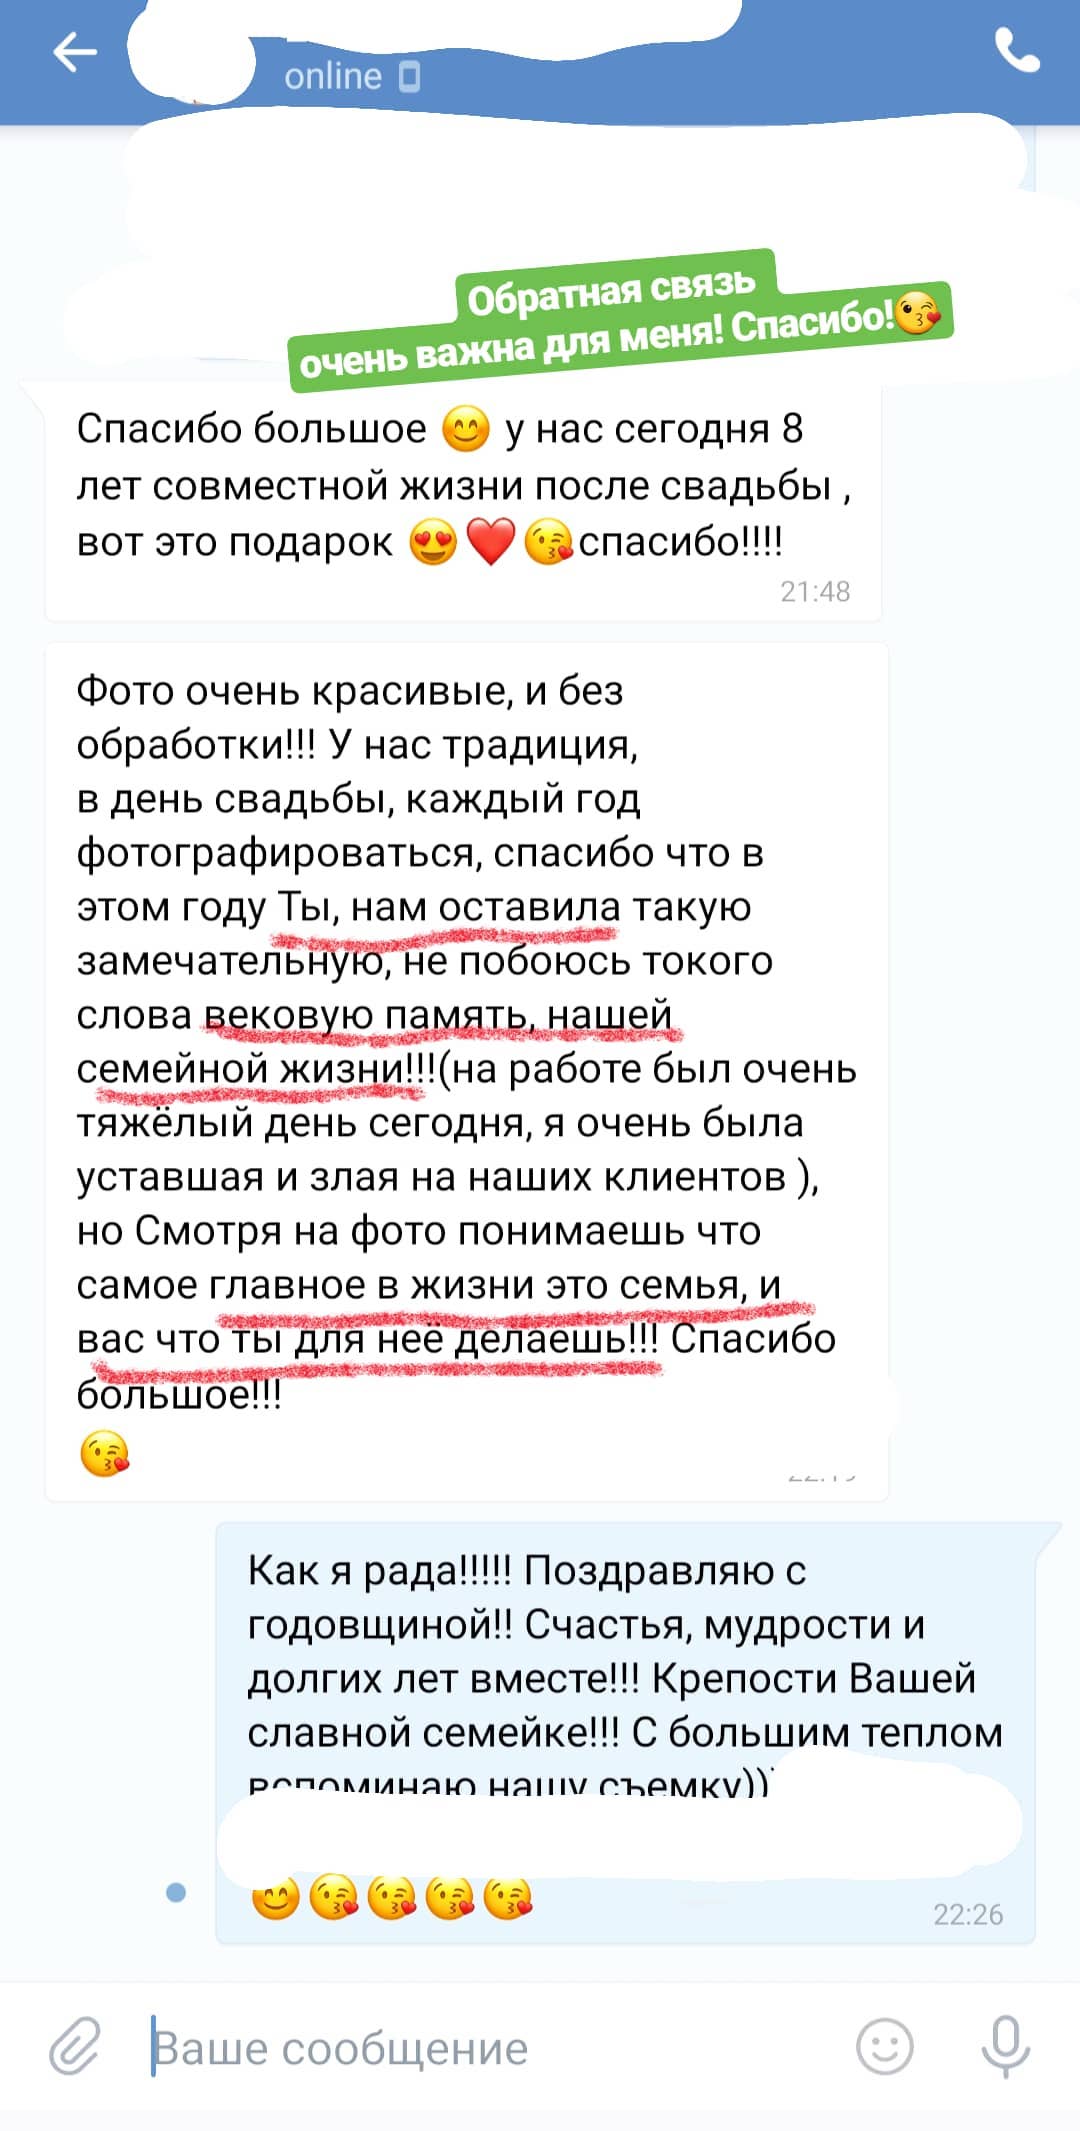 online
Обратная связь
очень важна для меня! Спасибо!😘
Спасибо большое 😊 у нас сегодня 8
лет совместной жизни после свадьбы ,
вот это подарок 😍❤️😘спасибо!!!!
21:48
Фото очень красивые, и без
обработки!!! У нас традиция,
в день свадьбы, каждый год
фотографироваться, спасибо что в
этом году Ты, нам оставила такую
замечательную, не побоюсь токого
слова вековую память, нашей
семейной жизни!!!(на работе был очень
тяжёлый день сегодня, я очень была
уставшая и злая на наших клиентов ),
но Смотря на фото понимаешь что
самое главное в жизни это семья, и
вас что ты для неё делаешь!!! Спасибо
большое!!!
😘
Как я рада!!!!! Поздравляю с
годовщиной!! Счастья, мудрости и
долгих лет вместе!!! Крепости Вашей
славной семейке!!! С большим теплом
вспоминаю нашу съемку))
😊😘😘😘😘
22:26
Ваше сообщение